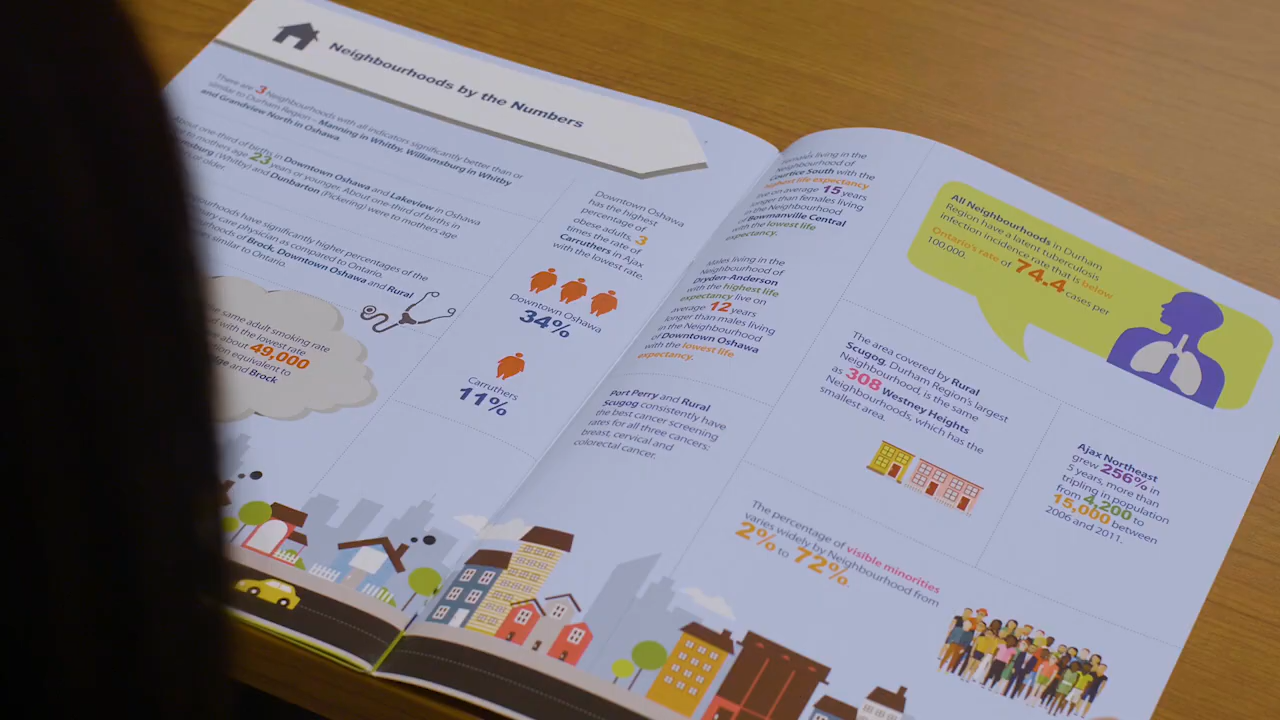 Neighbourhoods by the Numbers
There are 3 Neighbourhoods with all indicators significantly better than or
similar to Durham Region – Manning in Whitby, Williamsburg in Whitby
and Grandview North in Oshawa
About one third of births in Downtown Oshawa and Lakeview in Oshawa
to mothers age 23 years or younger. About one-third of births in
(Whitby) and Dunbarton (Pickering) were to mothers age
or older.
have significantly higher percentages of the
care physician as compared to Ontario.
of Brock, Downtown Oshawa and Rural
similar to Ontario.
same adult smoking rate
with the lowest rate
about 49,000
equivalent to
and Brock
Downtown Oshawa
has the highest
percentage of
obese adults, 3
times the rate of
Carruthers in Ajax
with the lowest rate.
Downtown Oshawa
34%
Carruthers
11%
Females living in the
Neighbourhood of
Courtice South with the
highest life expectancy
live on average 15 years
longer than females living
in the Neighbourhood
of Bowmanville Central
with the lowest life
expectancy.
Males living in the
Neighbourhood of
Dryden-Anderson
with the highest life
expectancy live on
average 12 years
longer than males living
in the Neighbourhood
of Downtown Oshawa
with the lowest life
expectancy.
Port Perry and Rural
Scugog consistently have
the best cancer screening
rates for all three cancers:
breast, cervical and
colorectal cancer.
All Neighbourhoods in Durham
Region have a latent tuberculosis
infection incidence rate that is below
Ontario's rate of 74.4 cases per
100,000.
The area covered by Rural
Scugog, Durham Region's largest
Neighbourhood, is the same
as 308 Westney Heights
Neighbourhoods, which has the
smallest area.
Ajax Northeast
grew 256% in
5 years, more than
tripling in population
from 4,200 to
15,000 between
2006 and 2011.
The percentage of visible minorities
varies widely by Neighbourhood from
2% to 72%.